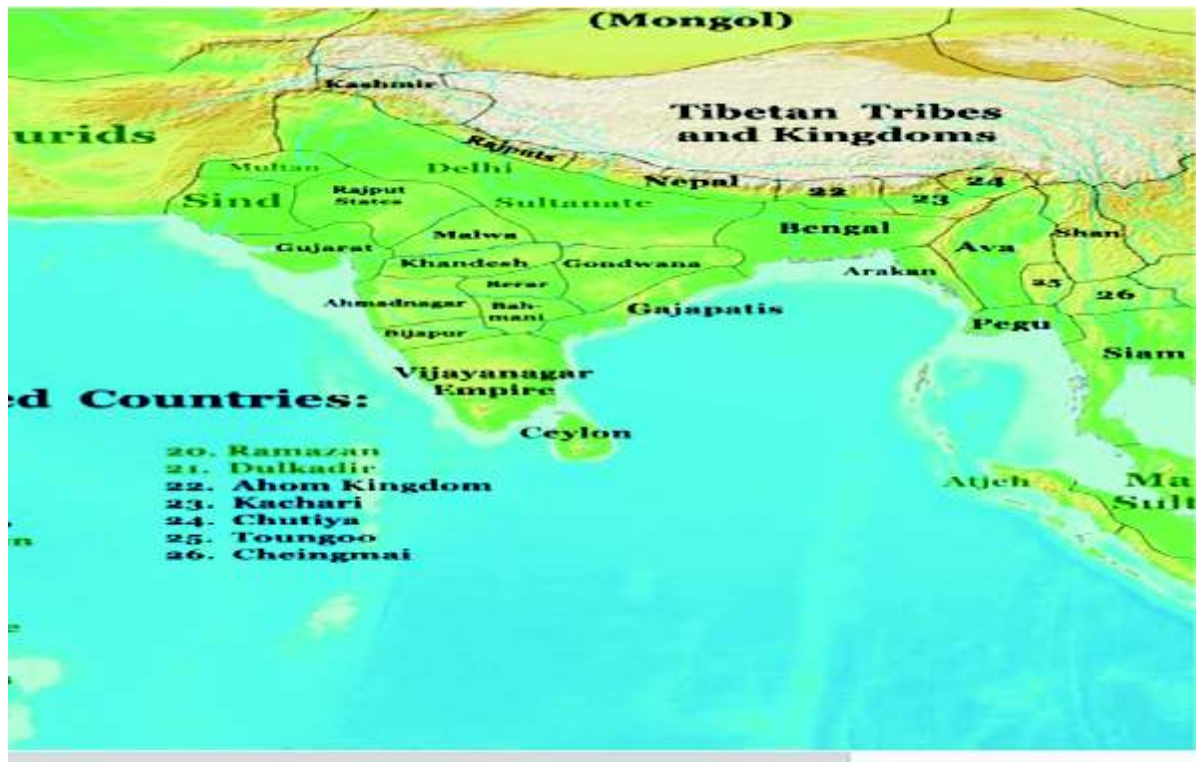 (Mongol)
Kashmir
Tibetan Tribes
and Kingdoms
urids
Rajputs
Multan
Delhi
Sultanate
Nepal
22
23
24
Sind
Rajput
States
Bengal
Ava
Shan
Gujarat
Malwa
Khandesh
Gondwana
Arakan
25
26
Berar
Ahmadnagar
Bah-
mani
Gajapatis
Bijapur
Pegu
Siam
Vijayanagar
Empire
ed Countries:
Ceylon
20. Ramazan
21. Dulkadir
22. Ahom Kingdom
23. Kachari
24. Chutiya
25. Toungoo
26. Cheingmai
Atjeh
Ma
Sult
n
e